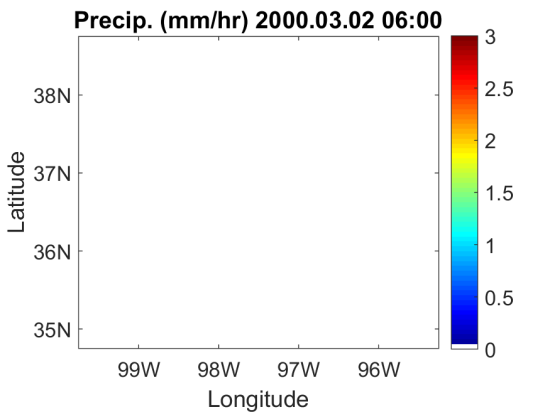 Precip. (mm/hr) 2000.03.02 06:00
3
38N
2.5
2
Latitude
37N
1.5
36N
1
0.5
35N
0
99W 98W 97W 96W
Longitude